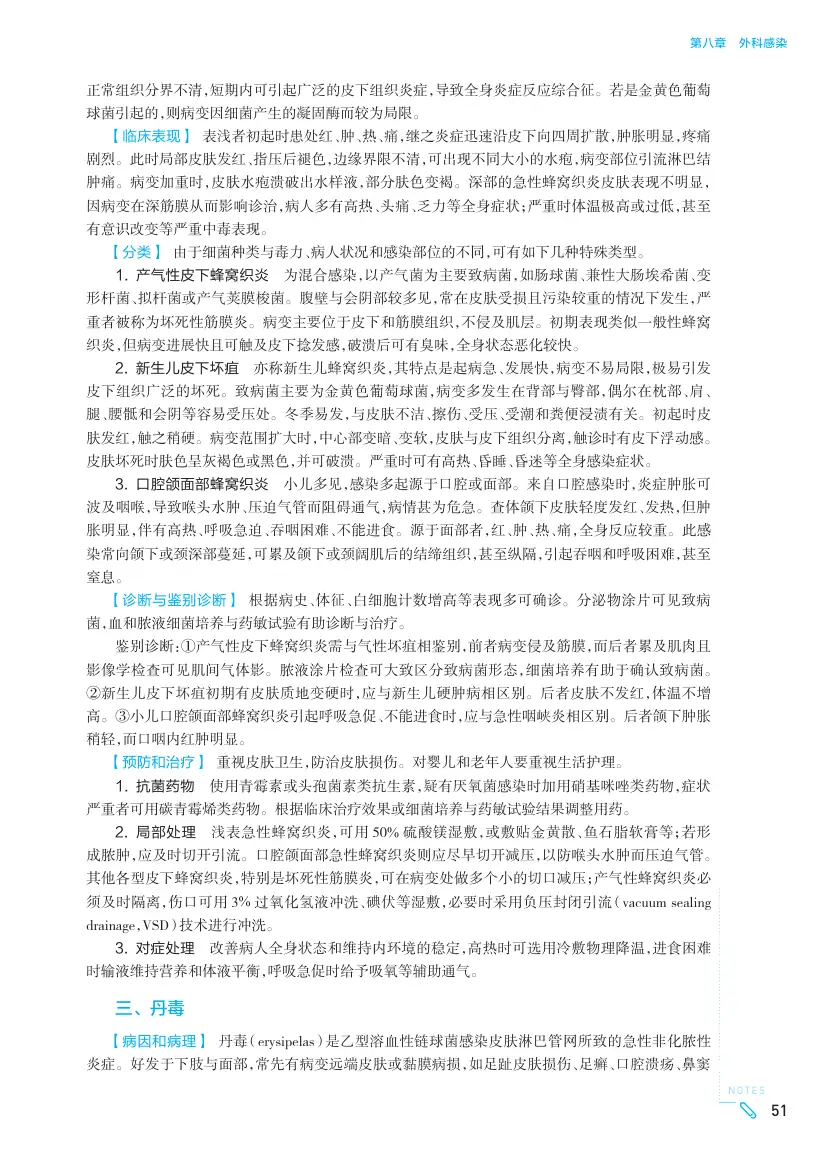 第八章 外科感染
正常组织分界不清,短期内可引起广泛的皮下组织炎症,导致全身炎症反应综合征。若是金黄色葡萄
球菌引起的,则病变因细菌产生的凝固酶而较为局限。
【临床表现】 表浅者初起时患处红、肿、热、痛,继之炎症迅速沿皮下向四周扩散,肿胀明显,疼痛
剧烈。此时局部皮肤发红、指压后褪色,边缘界限不清,可出现不同大小的水疱,病变部位引流淋巴结
肿痛。病变加重时,皮肤水疱溃破出水样液,部分肤色变褐。深部的急性蜂窝织炎皮肤表现不明显,
因病变在深筋膜从而影响诊治,病人多有高热、头痛、乏力等全身症状;严重时体温极高或过低,甚至
有意识改变等严重中毒表现。
【分类】 由于细菌种类与毒力、病人状况和感染部位的不同,可有如下几种特殊类型。
1. 产气性皮下蜂窝织炎 为混合感染,以产气菌为主要致病菌,如肠球菌、兼性大肠埃希菌、变
形杆菌、拟杆菌或产气荚膜梭菌。腹壁与会阴部较多见,常在皮肤受损且污染较重的情况下发生,严
重者被称为坏死性筋膜炎。病变主要位于皮下和筋膜组织,不侵及肌层。初期表现类似一般性蜂窝
织炎,但病变进展快且可触及皮下捻发感,破溃后可有臭味,全身状态恶化较快。
2. 新生儿皮下坏疽 亦称新生儿蜂窝织炎,其特点是起病急、发展快,病变不易局限,极易引发
皮下组织广泛的坏死。致病菌主要为金黄色葡萄球菌,病变多发生在背部与臀部,偶尔在枕部、肩、
腿、腰骶和会阴等容易受压处。冬季易发,与皮肤不洁、擦伤、受压、受潮和粪便浸渍有关。初起时皮
肤发红,触之稍硬。病变范围扩大时,中心部变暗、变软,皮肤与皮下组织分离,触诊时有皮下浮动感。
皮肤坏死时肤色呈灰褐色或黑色,并可破溃。严重时可有高热、昏睡、昏迷等全身感染症状。
3. 口腔颌面部蜂窝织炎 小儿多见,感染多起源于口腔或面部。来自口腔感染时,炎症肿胀可
波及咽喉,导致喉头水肿、压迫气管而阻碍通气,病情甚为危急。查体颌下皮肤轻度发红、发热,但肿
胀明显,伴有高热、呼吸急迫、吞咽困难、不能进食。源于面部者,红、肿、热、痛,全身反应较重。此感
染常向颌下或颈深部蔓延,可累及颌下或颈阔肌后的结缔组织,甚至纵隔,引起吞咽和呼吸困难,甚至
窒息。
【诊断与鉴别诊断】 根据病史、体征、白细胞计数增高等表现多可确诊。分泌物涂片可见致病
菌,血和脓液细菌培养与药敏试验有助诊断与治疗。
鉴别诊断:①产气性皮下蜂窝织炎需与气性坏疽相鉴别,前者病变侵及筋膜,而后者累及肌肉且
影像学检查可见肌间气体影。脓液涂片检查可大致区分致病菌形态,细菌培养有助于确认致病菌。
②新生儿皮下坏疽初期有皮肤质地变硬时,应与新生儿硬肿病相区别。后者皮肤不发红,体温不增
高。③小儿口腔颌面部蜂窝织炎引起呼吸急促、不能进食时,应与急性咽峡炎相区别。后者颌下肿胀
稍轻,而口咽内红肿明显。
【预防和治疗】 重视皮肤卫生,防治皮肤损伤。对婴儿和老年人要重视生活护理。
1. 抗菌药物 使用青霉素或头孢菌素类抗生素,疑有厌氧菌感染时加用硝基咪唑类药物,症状
严重者可用碳青霉烯类药物。根据临床治疗效果或细菌培养与药敏试验结果调整用药。
2. 局部处理 浅表急性蜂窝织炎,可用 50% 硫酸镁湿敷,或敷贴金黄散、鱼石脂软膏等;若形
成脓肿,应及时切开引流。口腔颌面部急性蜂窝织炎则应尽早切开减压,以防喉头水肿而压迫气管。
其他各型皮下蜂窝织炎,特别是坏死性筋膜炎,可在病变处做多个小的切口减压;产气性蜂窝织炎必
须及时隔离,伤口可用 3% 过氧化氢液冲洗、碘伏等湿敷,必要时采用负压封闭引流(vacuum sealing
drainage,VSD)技术进行冲洗。
3. 对症处理 改善病人全身状态和维持内环境的稳定,高热时可选用冷敷物理降温,进食困难
时输液维持营养和体液平衡,呼吸急促时给予吸氧等辅助通气。
三、丹毒
【病因和病理】 丹毒(erysipelas)是乙型溶血性链球菌感染皮肤淋巴管网所致的急性非化脓性
炎症。好发于下肢与面部,常先有病变远端皮肤或黏膜病损,如足趾皮肤损伤、足癣、口腔溃疡、鼻窦
NOTES
51